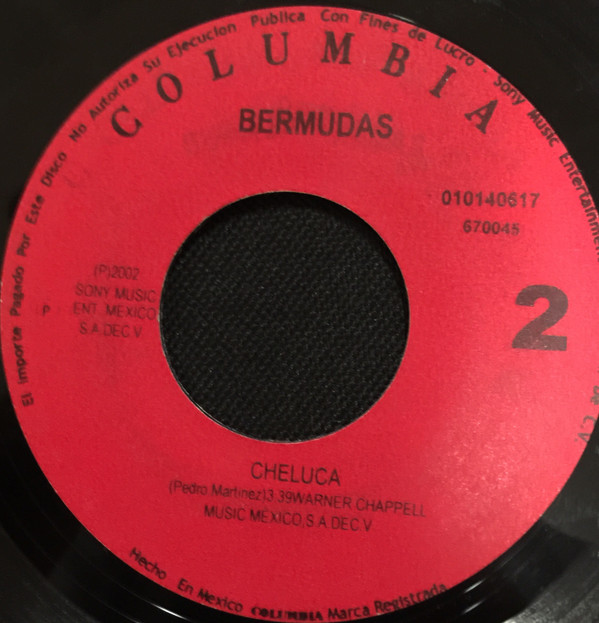 El importe Pagado Por Este Disco No Autoriza Su Ejecucion Publica Con Fines de Lucro - Sony Music Entertainment
de C.V.
COLUMBIA
BERMUDAS
010140617
670045
(P)2002
SONY MUSIC
P ENT. MEXICO
S.A.DEC.V.
2
CHELUCA
(Pedro Martinez)3.39WARNER CHAPPELL
MUSIC MEXICO,S.A.DEC.V.
Hecho En Mexico COLUMBIA Marca Registrada